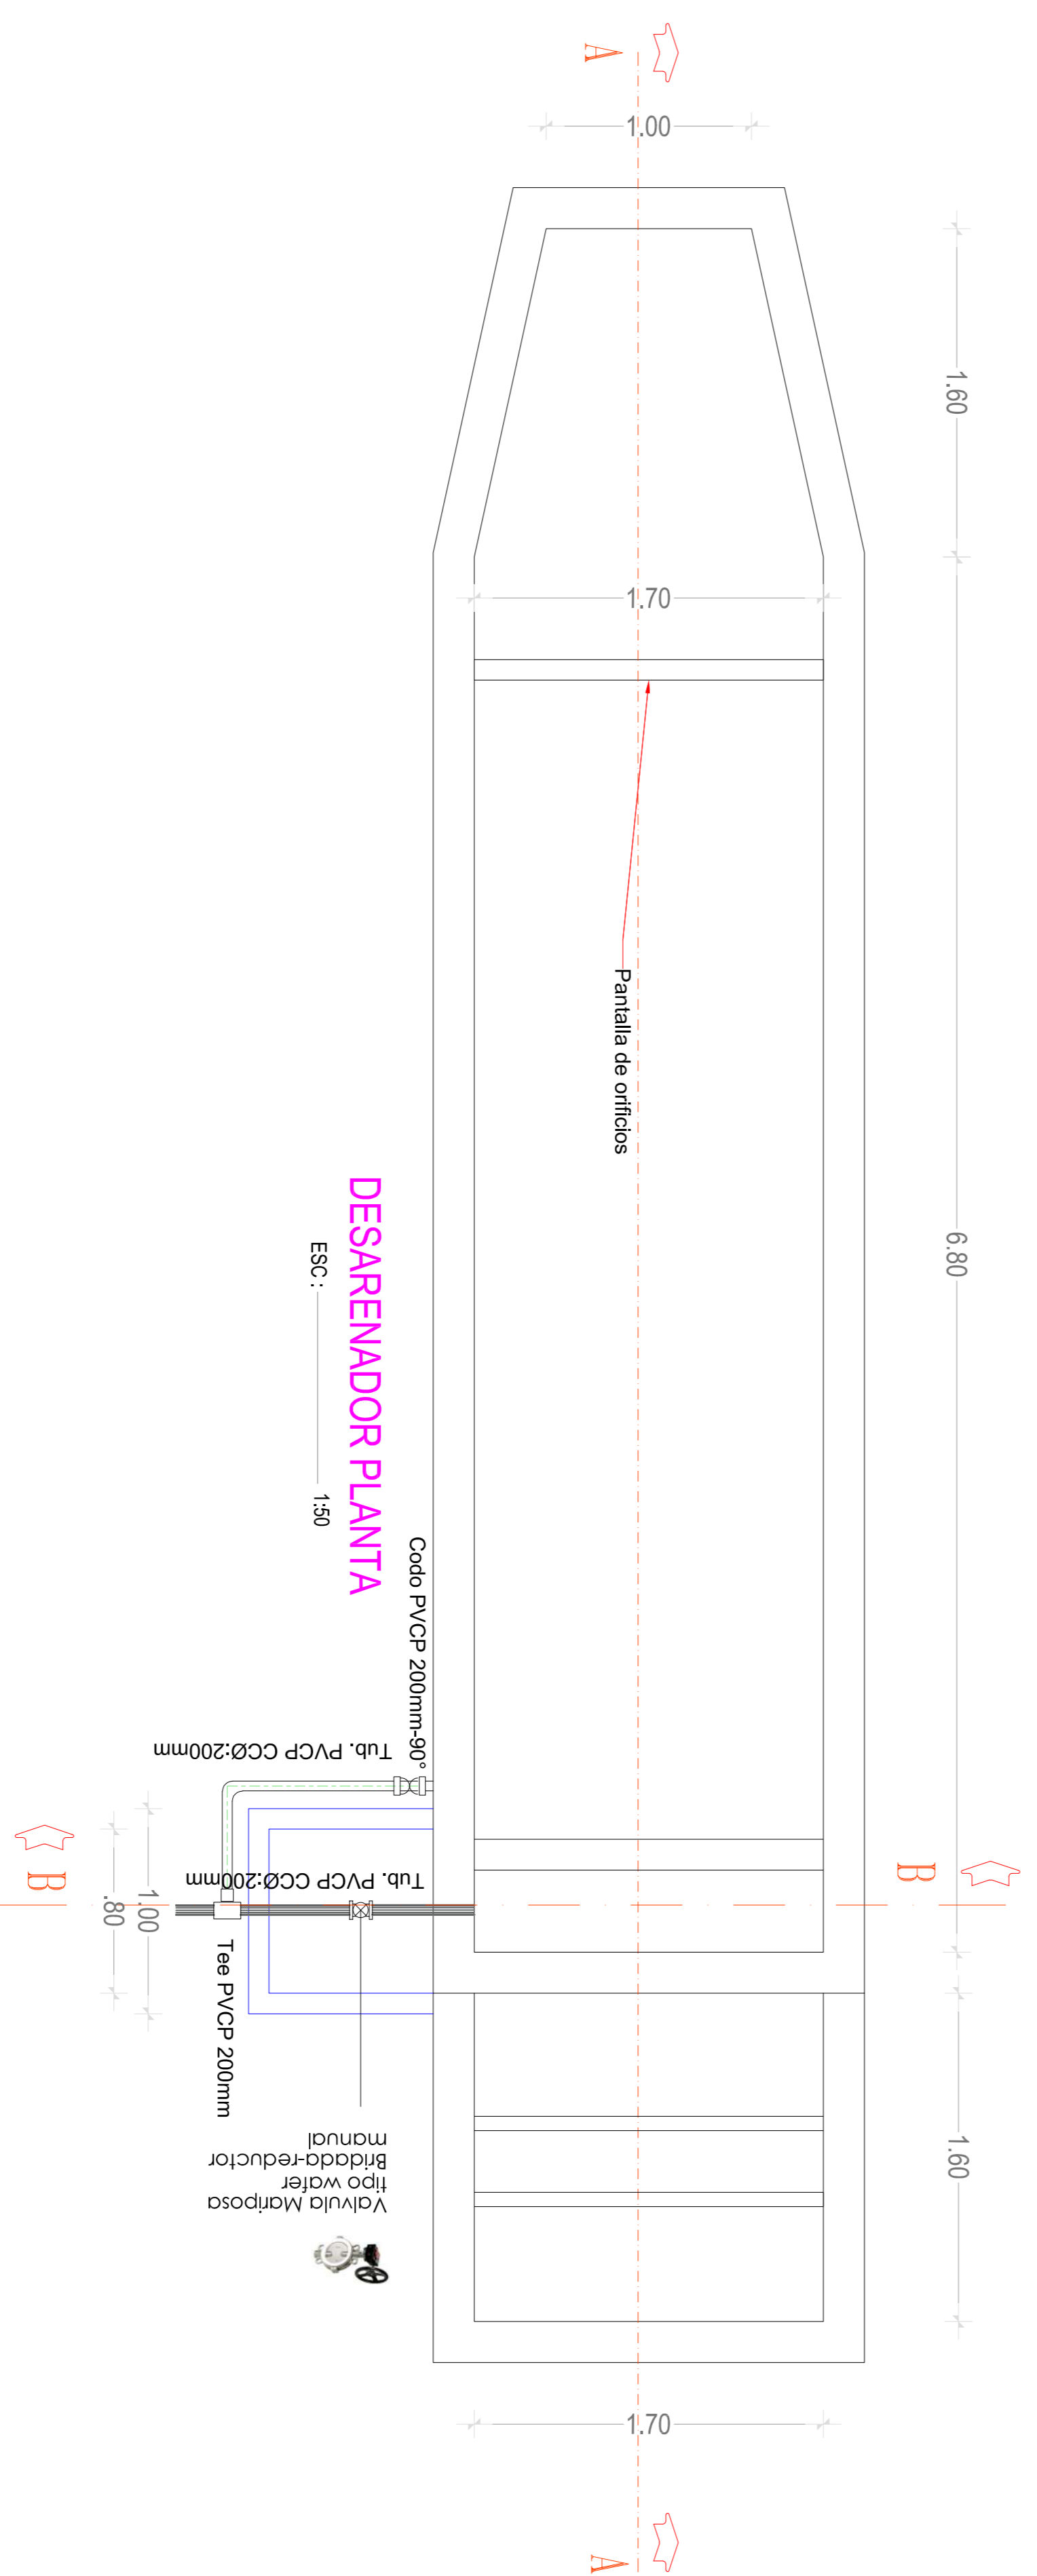 A
1.00
1.60
1.70
Pantalla de orificios
6.80
DESARENADOR PLANTA
ESC :
1:50
Codo PVCP 200mm-90°
Tub. PVCP CCØ:200mm
Tub. PVCP CCØ:200mm
B
B
1.00
.80
Tee PVCP 200mm
Valvula Mariposa
tipo wafer
Bridada-reductor
manual
1.60
1.70
A